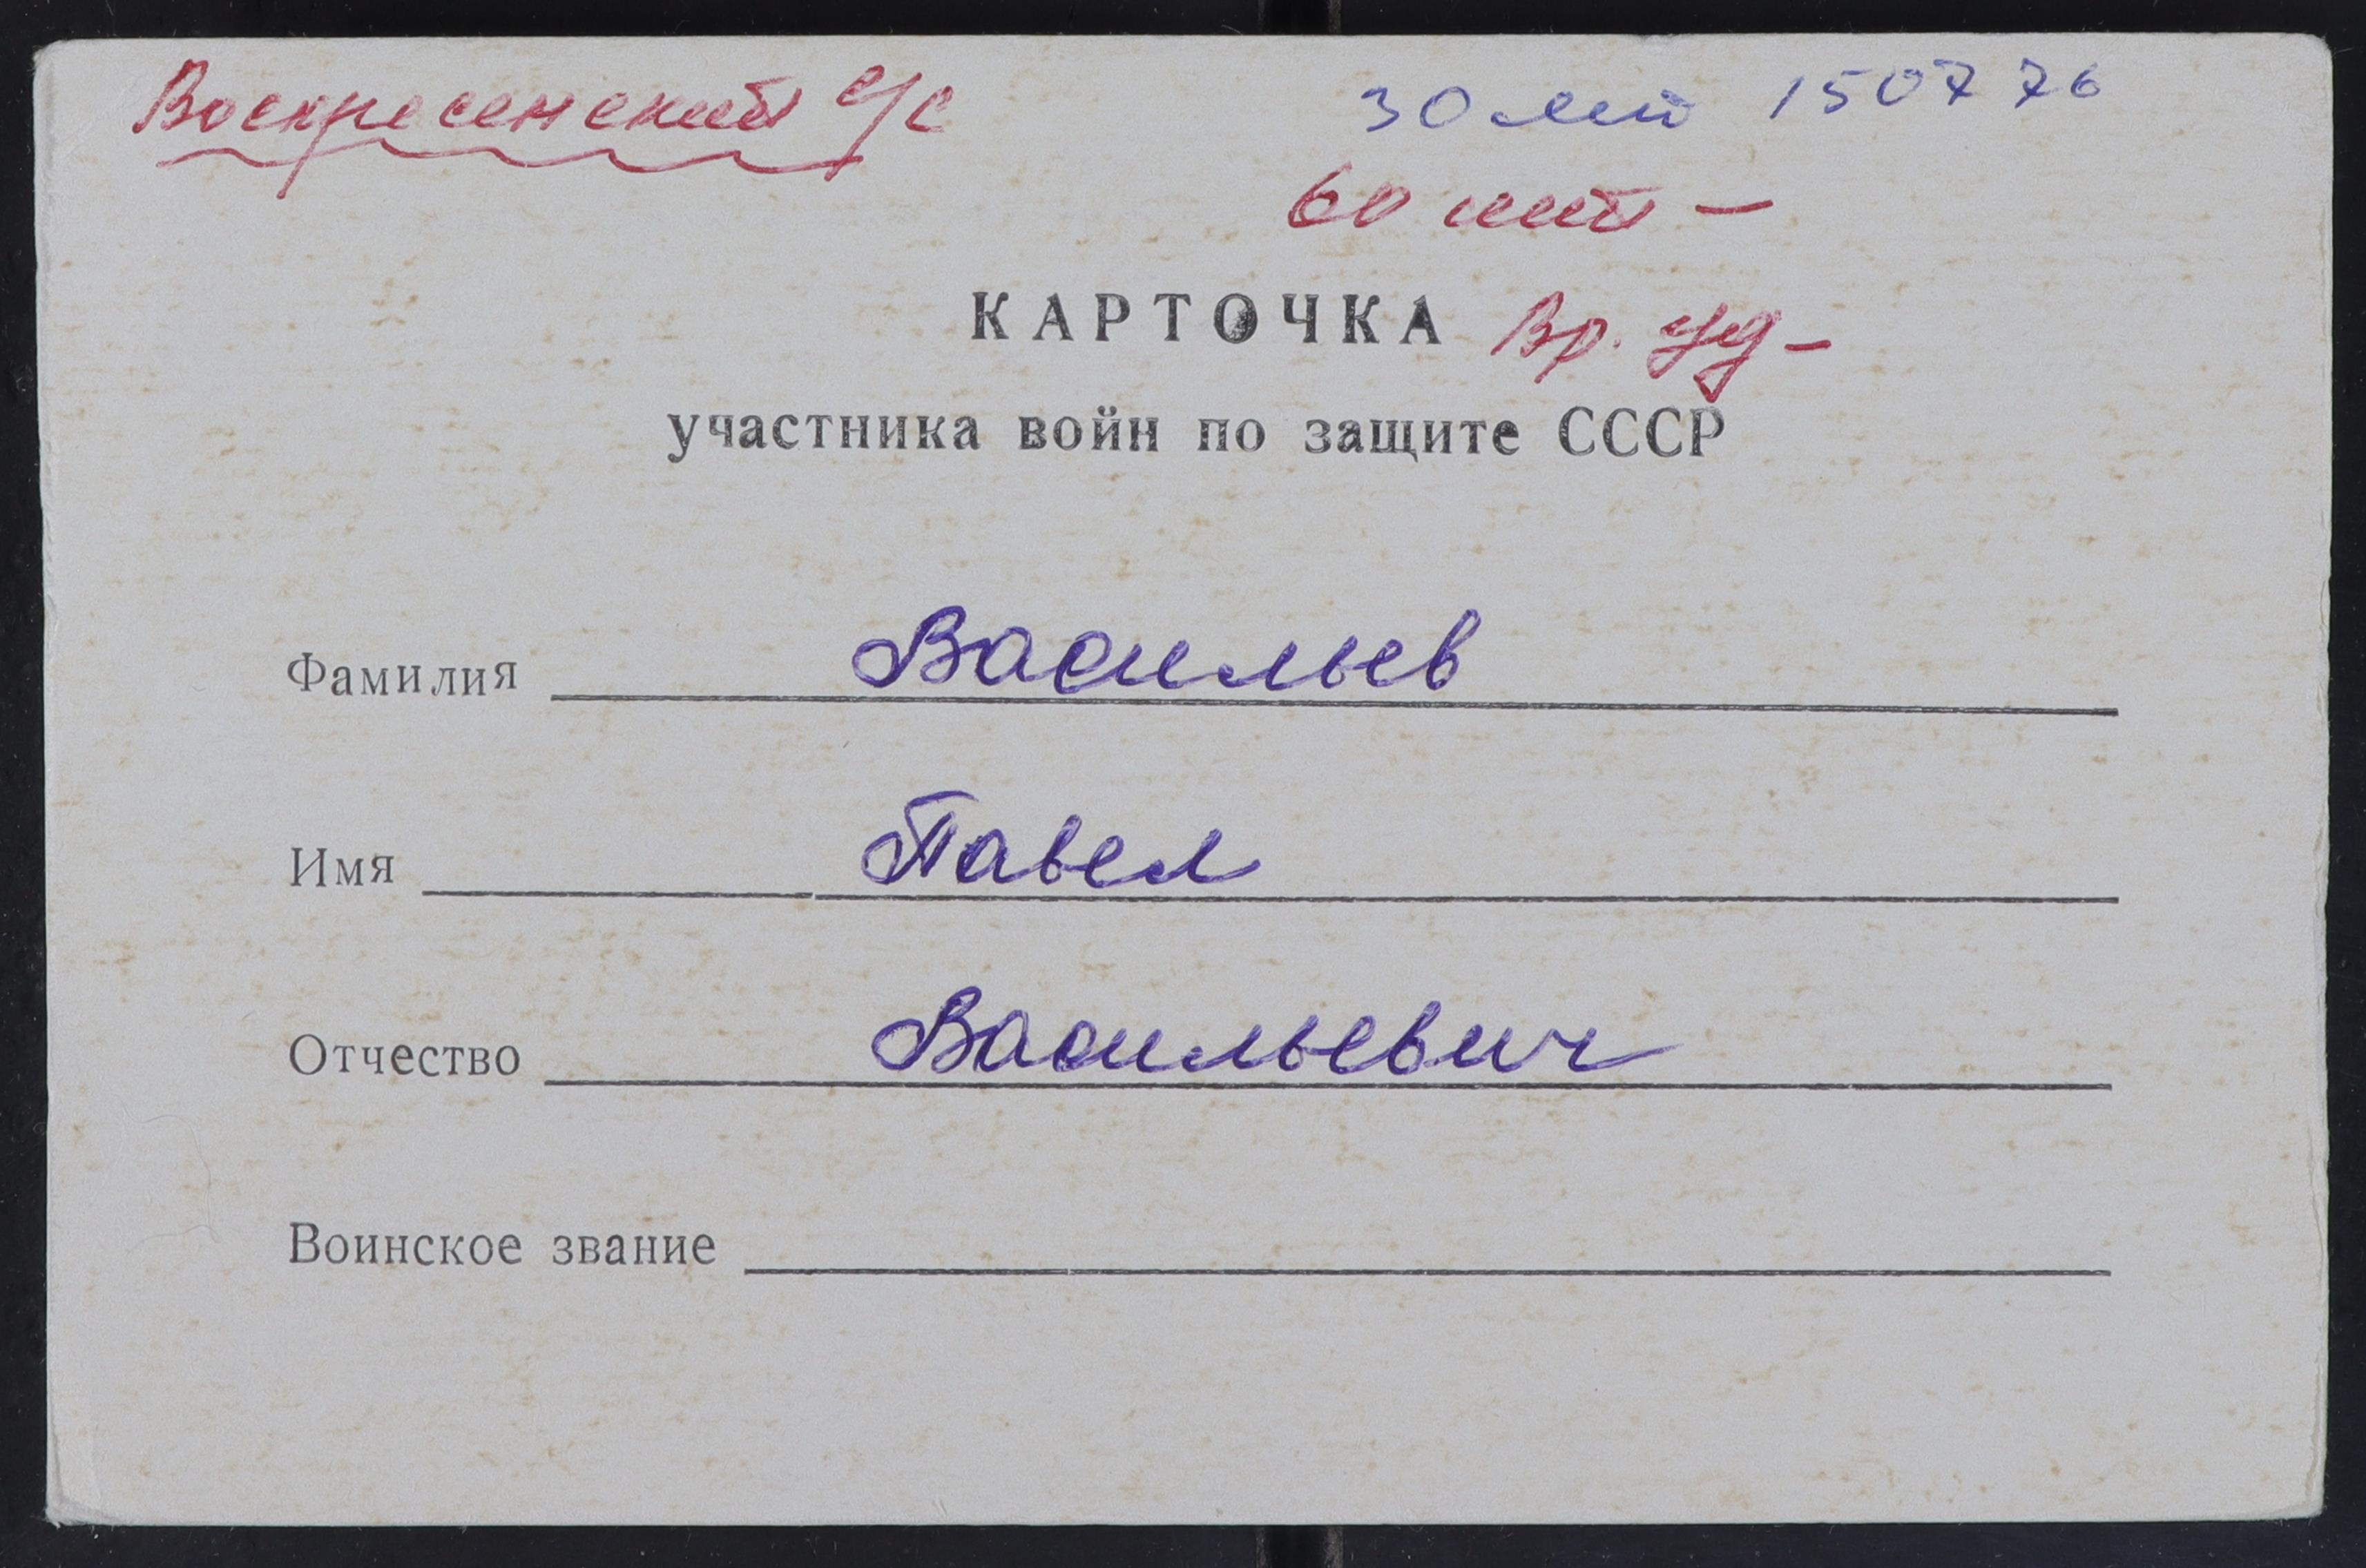 Воскресенский с/с
30 лет 150776
60 лет -
КАРТОЧКА Вр. уд -
участника войн по защите СССР
Фамилия Васильев
Имя Павел
Отчество Васильевич
Воинское звание